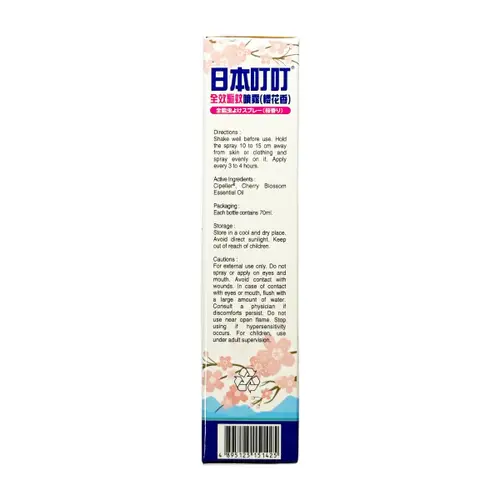 日本叮叮®
全效驅蚊噴霧(櫻花香)
全能虫よけスプレー(桜香り)
Directions :
Shake well before use. Hold
the spray 10 to 15 cm away
from skin or clothing and
spray evenly on it. Apply
every 3 to 4 hours.
Active Ingredients :
Cipeller®, Cherry Blossom
Essential Oil
Packaging :
Each bottle contains 70ml
Storage :
Store in a cool and dry place.
Avoid direct sunlight. Keep
out of reach of children.
Cautions :
For external use only. Do not
spray or apply on eyes and
mouth. Avoid contact with
wounds. In case of contact
with eyes or mouth, flush with
a large amount of water.
Consult a physician if
discomforts persist. Do not
use near open flame. Stop
using if hypersensitivity
occurs. For children, use
under adult supervision.
4 895125 151425